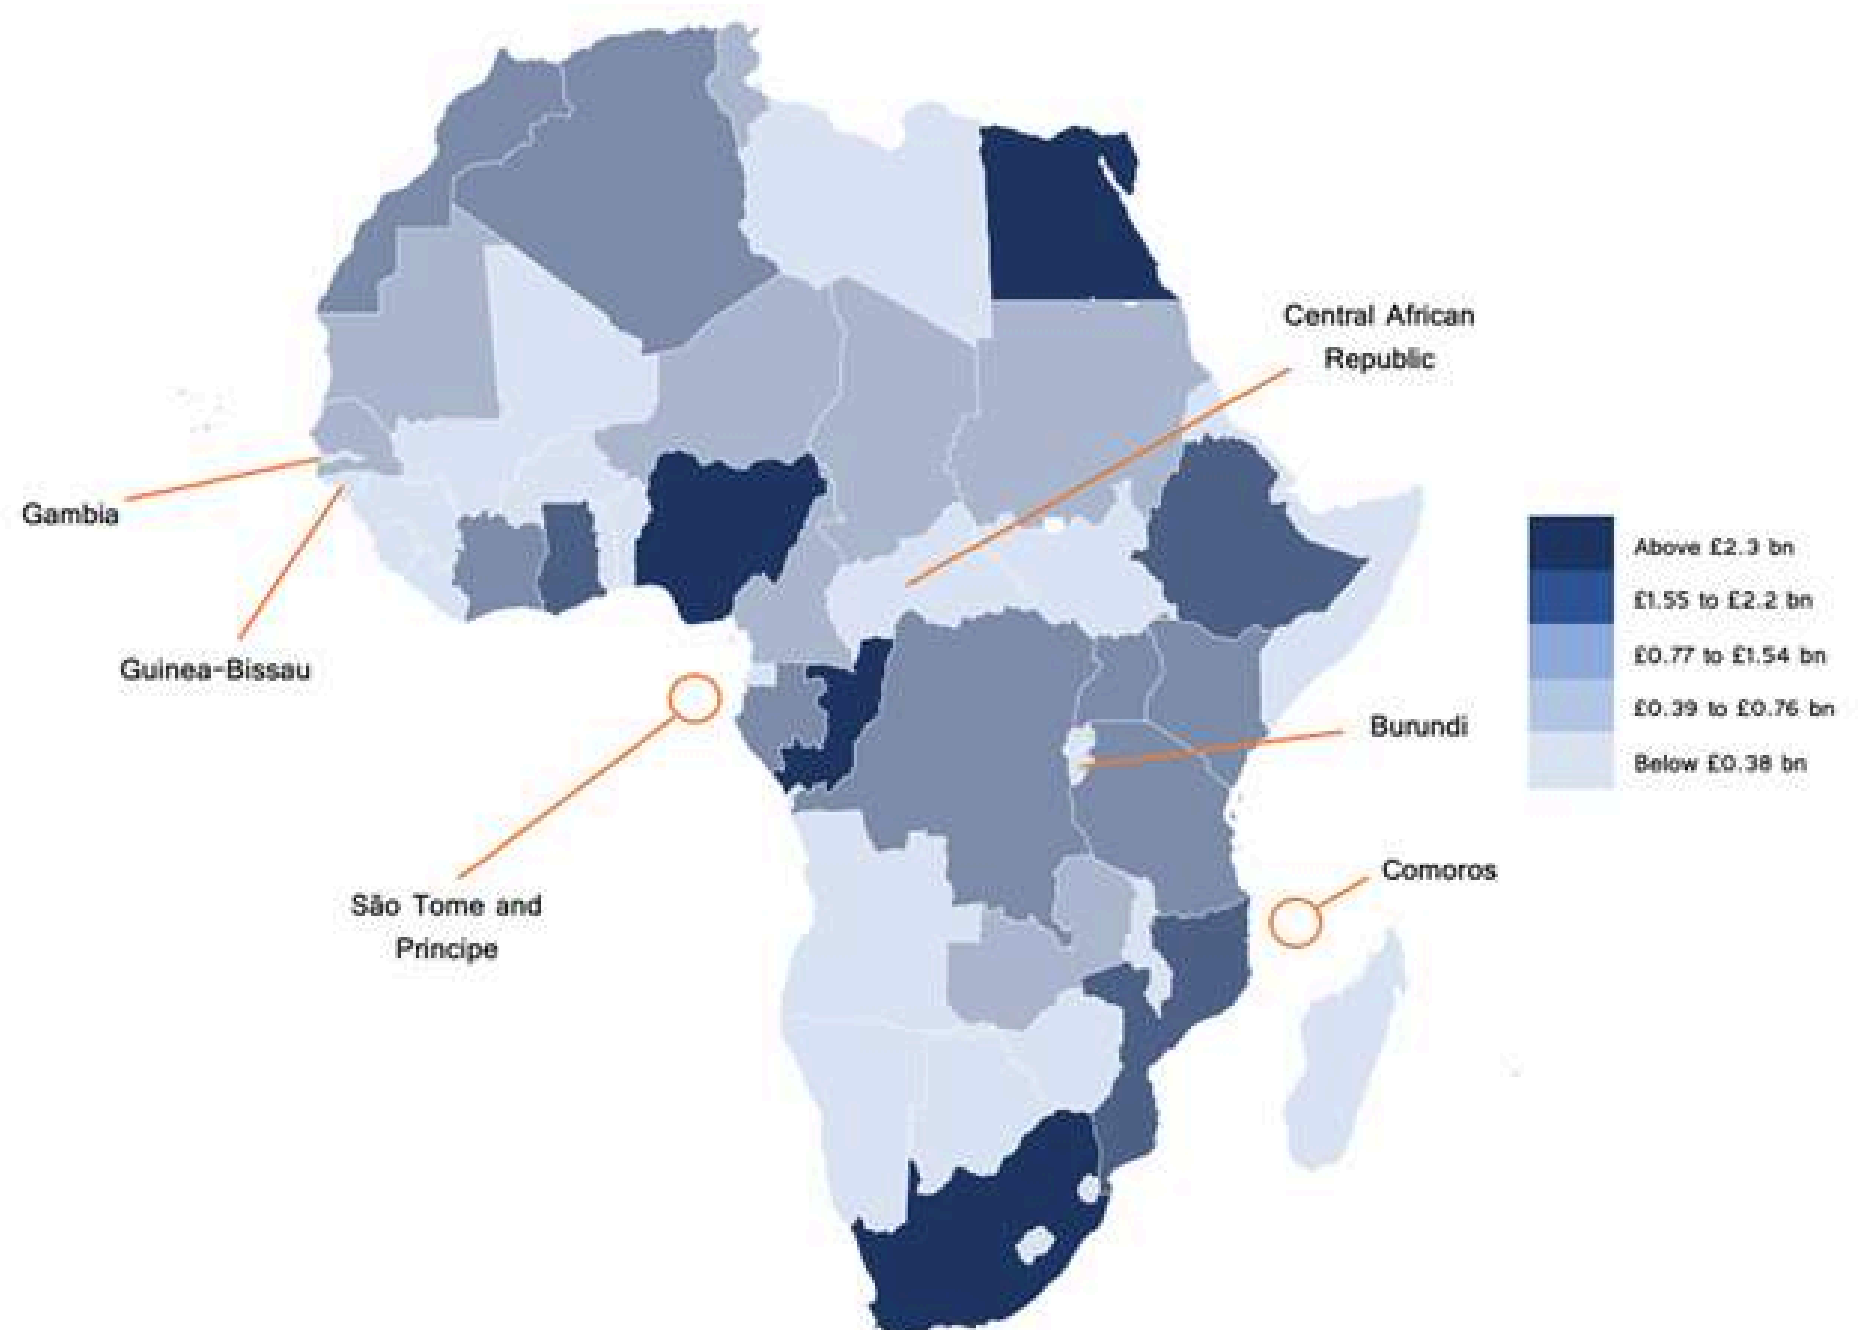 Central African
Republic
Gambia
Guinea-Bissau
São Tome and
Principe
Burundi
Comoros
Above £2.3 bn
£1.55 to £2.2 bn
£0.77 to £1.54 bn
£0.39 to £0.76 bn
Below £0.38 bn